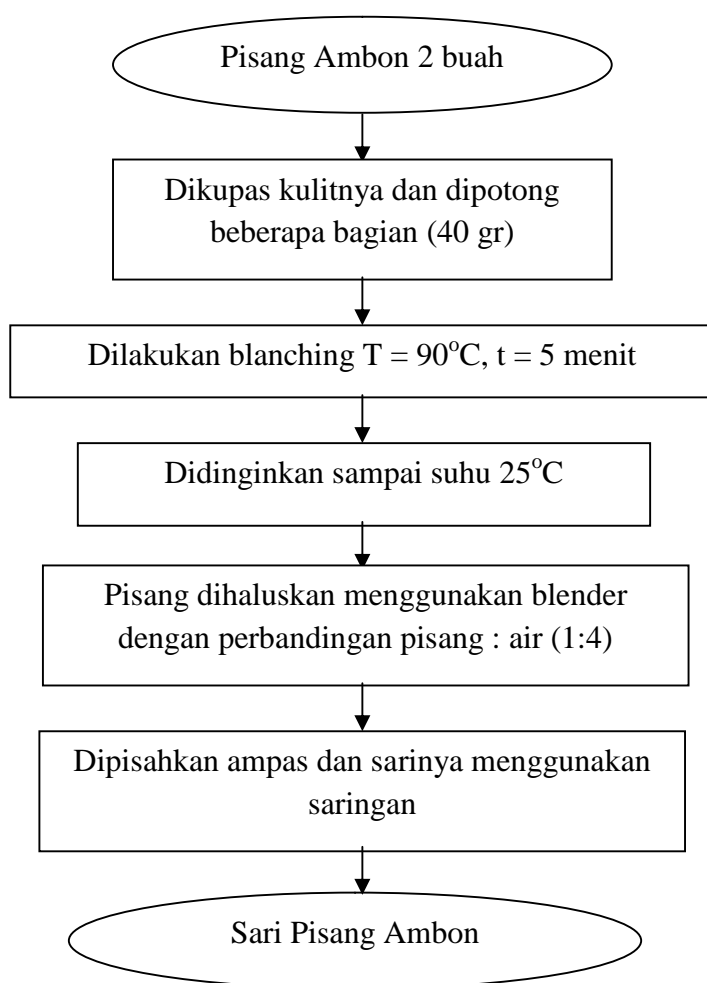 Pisang Ambon 2 buah
Dikupas kulitnya dan dipotong
beberapa bagian (40 gr)
Dilakukan blanching T = 90°C, t = 5 menit
Didinginkan sampai suhu 25°C
Pisang dihaluskan menggunakan blender
dengan perbandingan pisang : air (1:4)
Dipisahkan ampas dan sarinya menggunakan
saringan
Sari Pisang Ambon